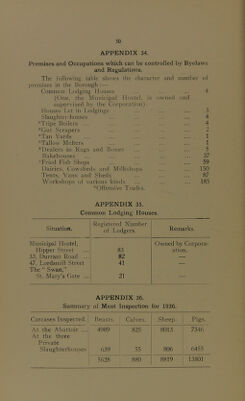 50
APPENDIX 34.
Premises and Occupations which can be controlled by Byelaws
and Regulations.
The following table shows the character and number of
premises in the Borough :—
Common Lodging Houses ... ... ... 4
(One, the Municipal Hostel, is owned and
supervised by the Corporation)
Houses Let in Lodgings ... ... ... 3
Slaughter-houses ... ... ... 4
*Tripe Boilers ... ... ... 4
*Gut Scrapers ... ... ... 2
*Tan Yards ... ... ... 1
*Tallow Melters ... ... ... 1
*Dealers in Rags and Bones ... ... 5
Bakehouses ... ... ... 37
*Fried Fish Shops ... ... ... 59
Dairies, Cowsheds and Milkshops ... ... 150
Tents, Vans and Sheds ... ... ... 87
Workshops of various kinds ... ... ... 185
*Offensive Trades.
APPENDIX 35.
Common Lodging Houses.
Situation. Registered Number of Lodgers. Remarks.
Municipal Hostel, Owned by Corpora-
Hipper Street ... 83 tion.
33, Durrant Road ... 82 —
47, Lordsmill Street 41 —
The "Swan,"
St. Mary's Gate ... 21 —
APPENDIX 36.
Summary of Meat Inspection for 1936.
Carcases Inspected. Beasts. Calves. Sheep. Pigs.
At the Abattoir ... 4989 825 8013 7346
At the three
Private
Slaughterhouses 639 55 906 6455
5628 880 8919 13801